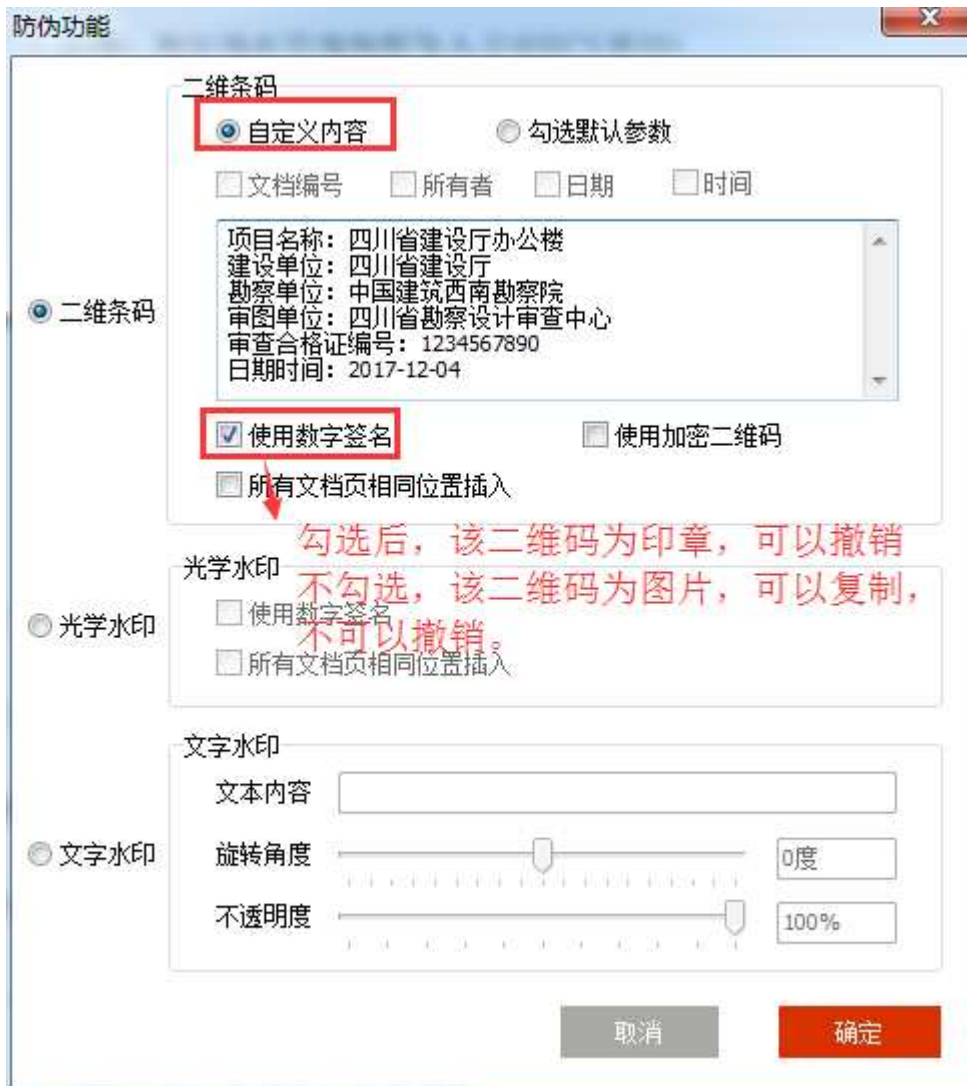 防伪功能
二维条码
自定义内容 勾选默认参数
文档编号 所有者 日期 时间
项目名称：四川省建设厅办公楼
建设单位：四川省建设厅
勘察单位：中国建筑西南勘察院
审图单位：四川省勘察设计审查中心
审查合格证编号：1234567890
日期时间：2017-12-04
二维条码
使用数字签名 使用加密二维码
所有文档页相同位置插入
勾选后，该二维码为印章，可以撤销
不勾选，该二维码为图片，可以复制，
不可以撤销。
光学水印
光学水印
使用数字签名
所有文档页相同位置插入
文字水印
文本内容
文字水印
旋转角度 0度
不透明度 100%
取消 确定